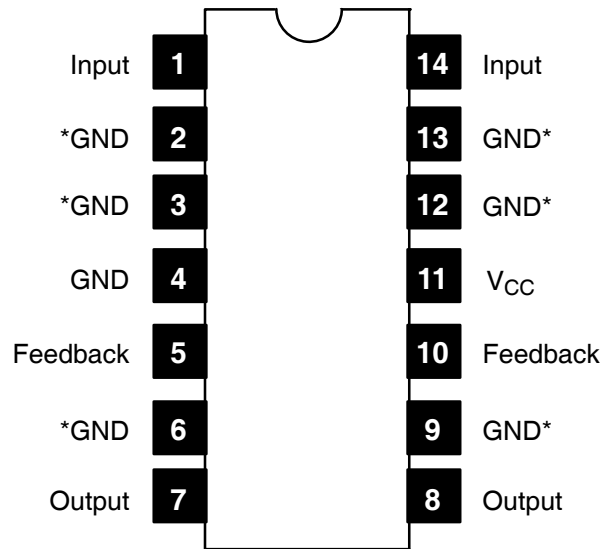 Input 1 14 Input
*GND 2 13 GND*
*GND 3 12 GND*
GND 4 11 VCC
Feedback 5 10 Feedback
*GND 6 9 GND*
Output 7 8 Output